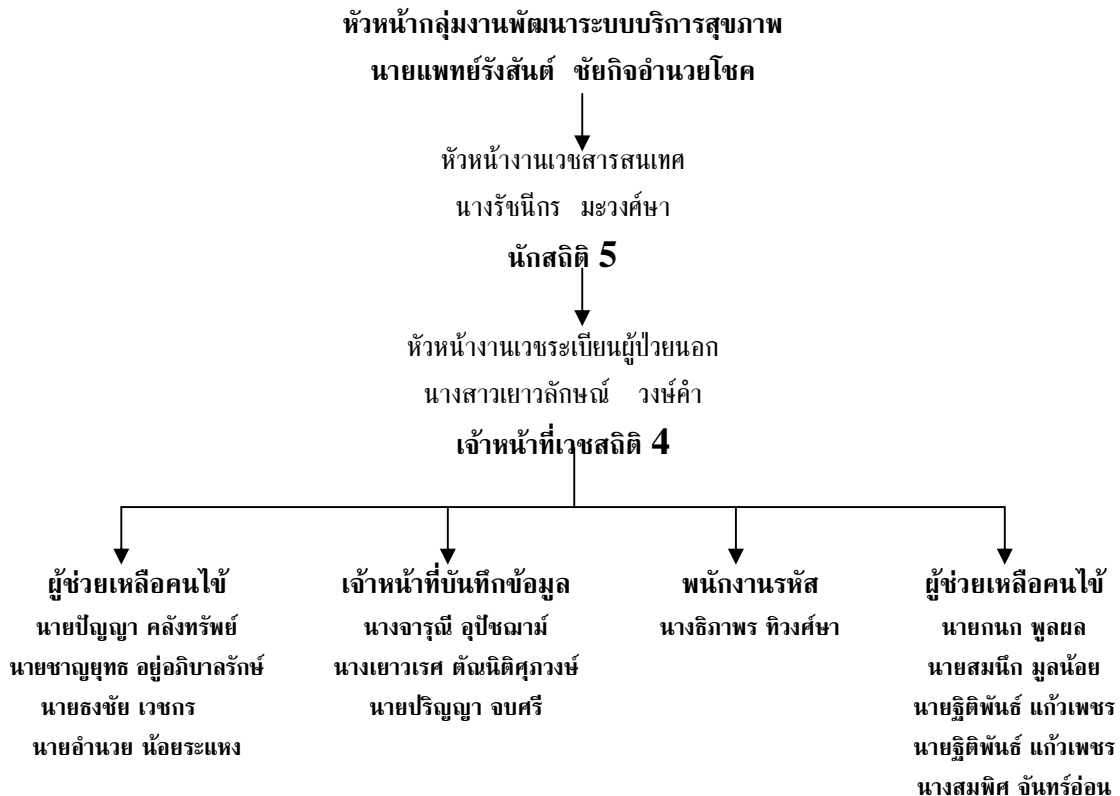 หัวหน้ากลุ่มงานพัฒนาระบบบริการสุขภาพ
นายแพทย์รังสันต์ ชัยกิจอำนวยโชค
หัวหน้างานเวชสารสนเทศ
นางรัชนีกร มะวงศ์ษา
นักสถิติ 5
หัวหน้างานเวชระเบียนผู้ป่วยนอก
นางสาวเยาวลักษณ์ วงษ์คำ
เจ้าหน้าที่เวชสถิติ 4
ผู้ช่วยเหลือคนไข้
นายปัญญา คลังทรัพย์
นายชาญยุทธ อยู่อภิบาลรักษ์
นายธงชัย เวชกร
นายอำนวย น้อยระแหง
เจ้าหน้าที่บันทึกข้อมูล
นางจารุณี อุปัชฌาม์
นางเยาวเรศ ตัณนิติศุภวงษ์
นายปริญญา จบศรี
พนักงานรหัส
นางธิภาพร ทิวงศ์ษา
ผู้ช่วยเหลือคนไข้
นายกนก พูลผล
นายสมนึก มูลน้อย
นายฐิติพันธ์ แก้วเพชร
นายฐิติพันธ์ แก้วเพชร
นางสมพิศ จันทร์อ่อน